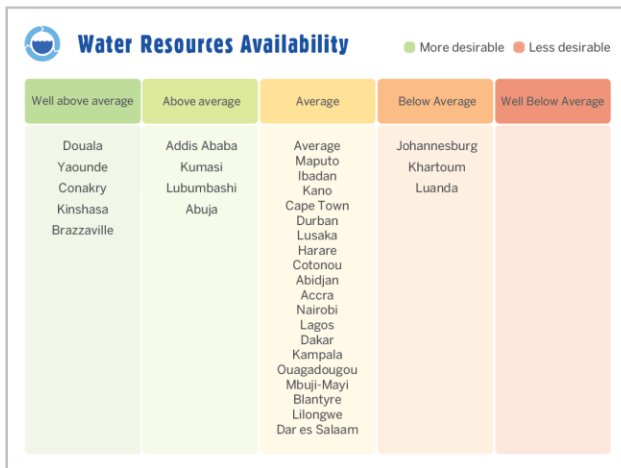 Water Resources Availability
More desirable
Less desirable
Well above average
Above average
Average
Below Average
Well Below Average
Douala
Yaounde
Conakry
Kinshasa
Brazzaville
Addis Ababa
Kumasi
Lubumbashi
Abuja
Average
Maputo
Ibadan
Kano
Cape Town
Durban
Lusaka
Harare
Cotonou
Abidjan
Accra
Nairobi
Lagos
Dakar
Kampala
Ouagadougou
Mbuji-Mayi
Blantyre
Lilongwe
Dar es Salaam
Johannesburg
Khartoum
Luanda